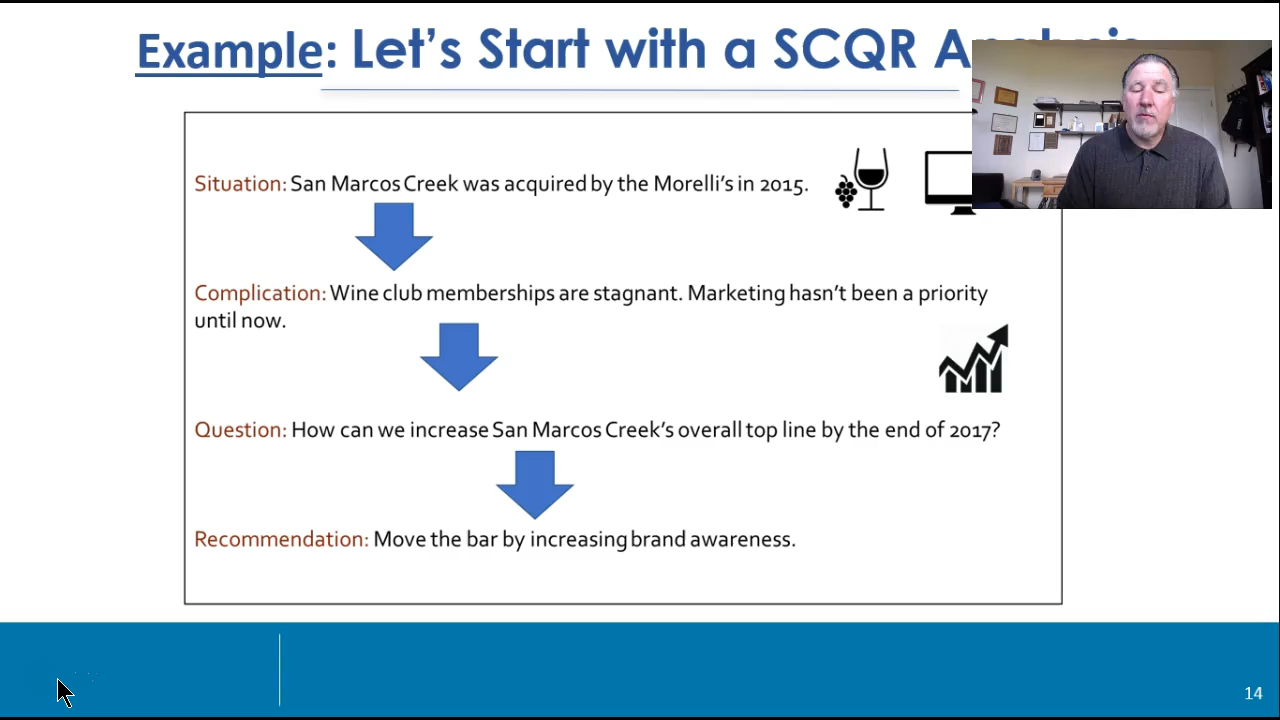 Example: Let's Start with a SCQR Analysis
Situation: San Marcos Creek was acquired by the Morelli's in 2015.
Complication: Wine club memberships are stagnant. Marketing hasn't been a priority
until now.
Question: How can we increase San Marcos Creek's overall top line by the end of 2017?
Recommendation: Move the bar by increasing brand awareness.
14